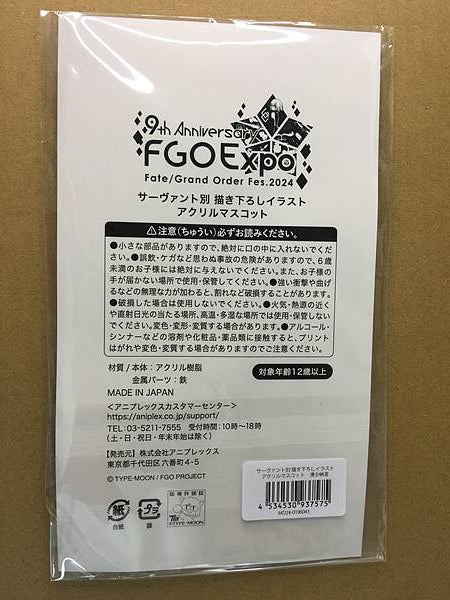 9th Anniversary
FGO Expo
Fate/Grand Order Fes.2024
サーヴァント別 描き下ろしイラスト
アクリルマスコット
注意(ちゅうい)必ずお読みください。
●小さな部品がありますので、絶対に口の中に入れないでくだ
さい。●誤飲・ケガなど思わぬ事故の危険がありますので、6歳
未満のお子様には絶対に与えないでください。また、お子様の
手が届かない場所で使用・保管してください。●強い衝撃や曲げ
るなどの無理な力が加わると、割れなど破損することがあります。
●破損した場合は使用しないでください。●火気・熱源の近く
や直射日光の当たる場所、高温・多湿な場所では使用・保管しない
でください。変色・変形・変質する場合があります。●アルコール・
シンナーなどの溶剤や化粧品・薬品類に接触すると、プリント
はがれや変色・変質する場合がありますのでご注意ください。
材質/本体:アクリル樹脂
金属パーツ:鉄
対象年齢12歳以上
MADE IN JAPAN
<アニプレックスカスタマーセンター>
https://aniplex.co.jp/support/
TEL:03-5211-7555 受付時間:10時〜18時
(土・日・祝日・年末年始は除く)
【発売元】株式会社アニプレックス
東京都千代田区六番町4-5
© TYPE-MOON / FGO PROJECT
紙
台紙
プラ
袋
版権許諾証
TM
©TYPE-MOON
サーヴァント別 描き下ろしイラスト
アクリルマスコット 清少納言
4 534530 937575
MO24-0196043